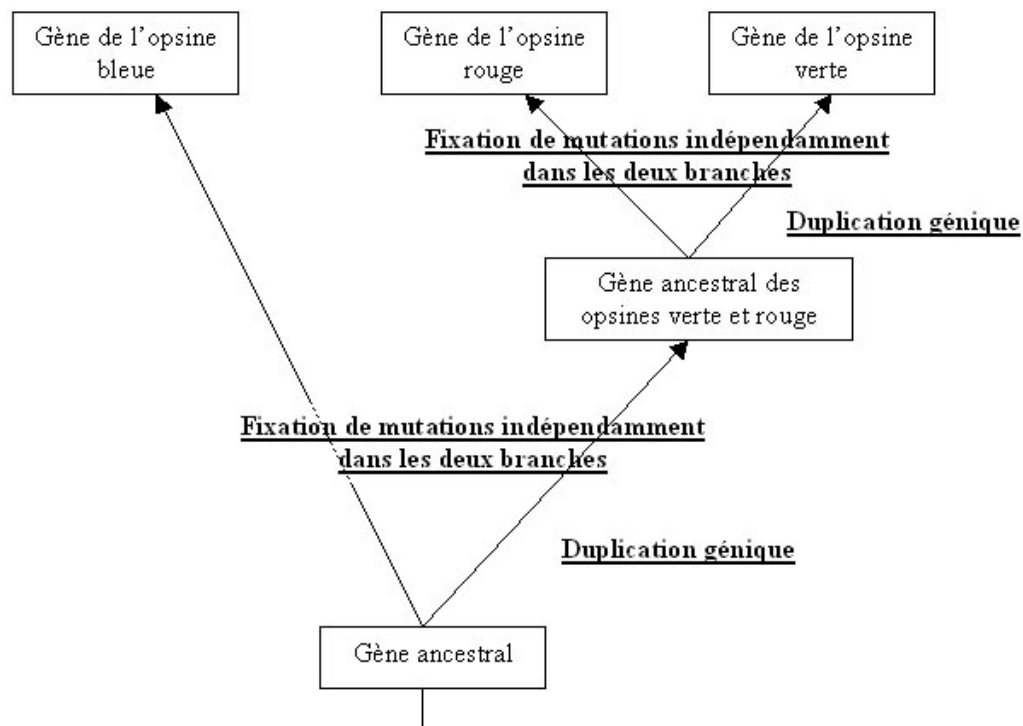 Gène de l'opsine
bleue
Gène de l'opsine
rouge
Gène de l'opsine
verte
Fixation de mutations indépendamment
dans les deux branches
Duplication génique
Gène ancestral des
opsines verte et rouge
Fixation de mutations indépendamment
dans les deux branches
Duplication génique
Gène ancestral